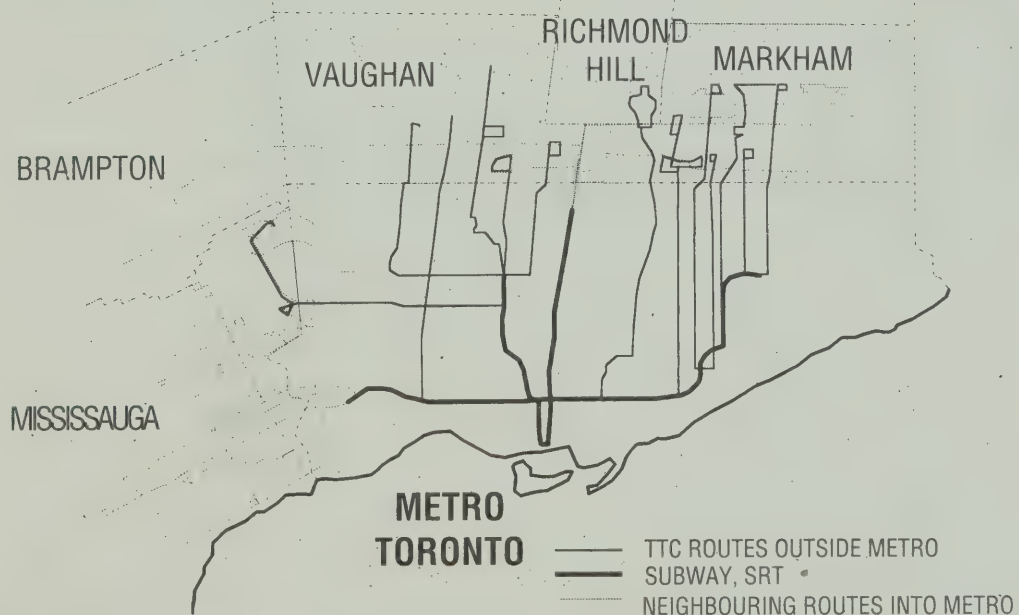 RICHMOND
HILL
VAUGHAN
MARKHAM
BRAMPTON
MISSISSAUGA
METRO
TORONTO
TTC ROUTES OUTSIDE METRO
SUBWAY, SRT
NEIGHBOURING ROUTES INTO METRO